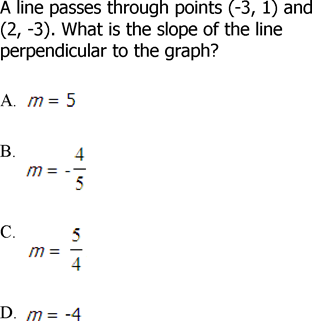 A line passes through points (-3, 1) and
(2, -3). What is the slope of the line
perpendicular to the graph?
A. m = 5
B. m = -4/5
C. m = 5/4
D. m = -4